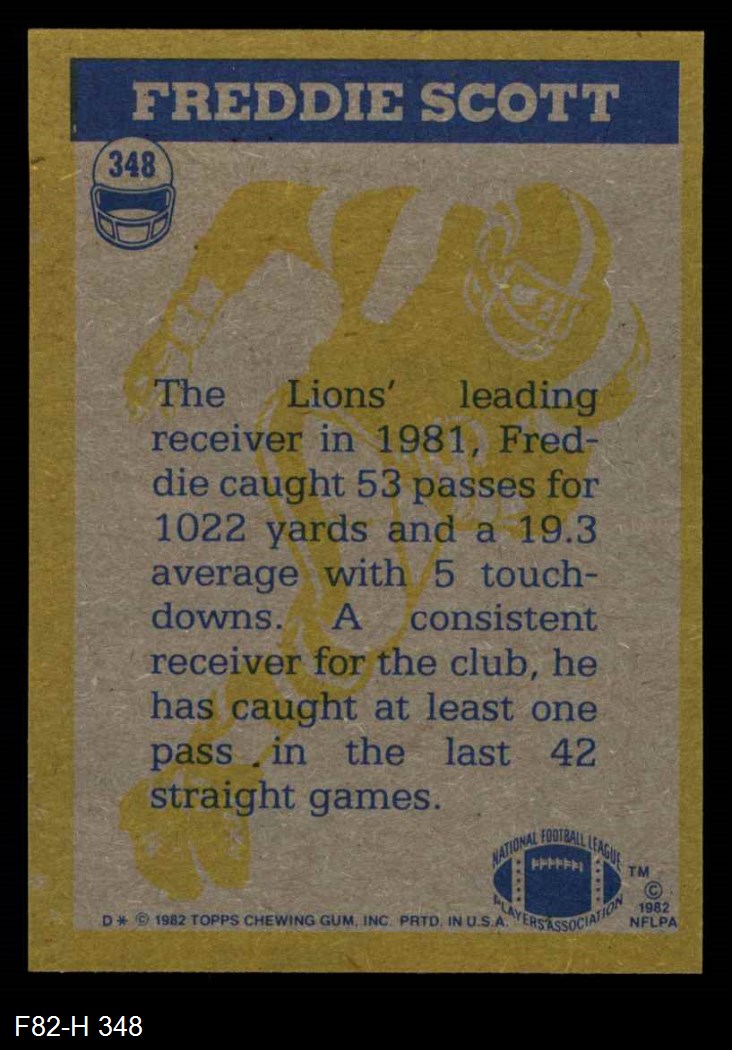 FREDDIE SCOTT
348
The Lions' leading
receiver in 1981, Fred-
die caught 53 passes for
1022 yards and a 19.3
average with 5 touch-
downs. A consistent
receiver for the club, he
has caught at least one
pass in the last 42
straight games.
NATIONAL FOOTBALL LEAGUE
PLAYERS ASSOCIATION
TM
©
1982
NFLPA
D * © 1982 TOPPS CHEWING GUM, INC. PRTD. IN U.S.A.
F82-H 348